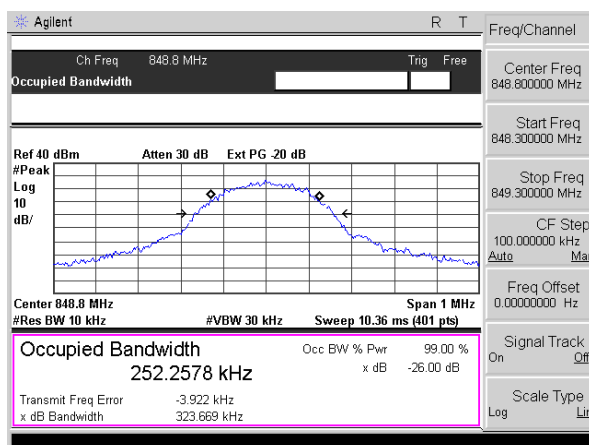 Agilent
R T
Ch Freq 848.8 MHz Trig Free
Occupied Bandwidth
Ref 40 dBm Atten 30 dB Ext PG -20 dB
#Peak
Log
10
dB/
Center 848.8 MHz Span 1 MHz
#Res BW 10 kHz #VBW 30 kHz Sweep 10.36 ms (401 pts)
Occupied Bandwidth
252.2578 kHz
Occ BW % Pwr 99.00 %
x dB -26.00 dB
Transmit Freq Error -3.922 kHz
x dB Bandwidth 323.669 kHz
Freq/Channel
Center Freq
848.800000 MHz
Start Freq
848.300000 MHz
Stop Freq
849.300000 MHz
CF Step
100.000000 kHz
Auto Ma
Freq Offset
0.00000000 Hz
Signal Track
On Off
Scale Type
Log Lin